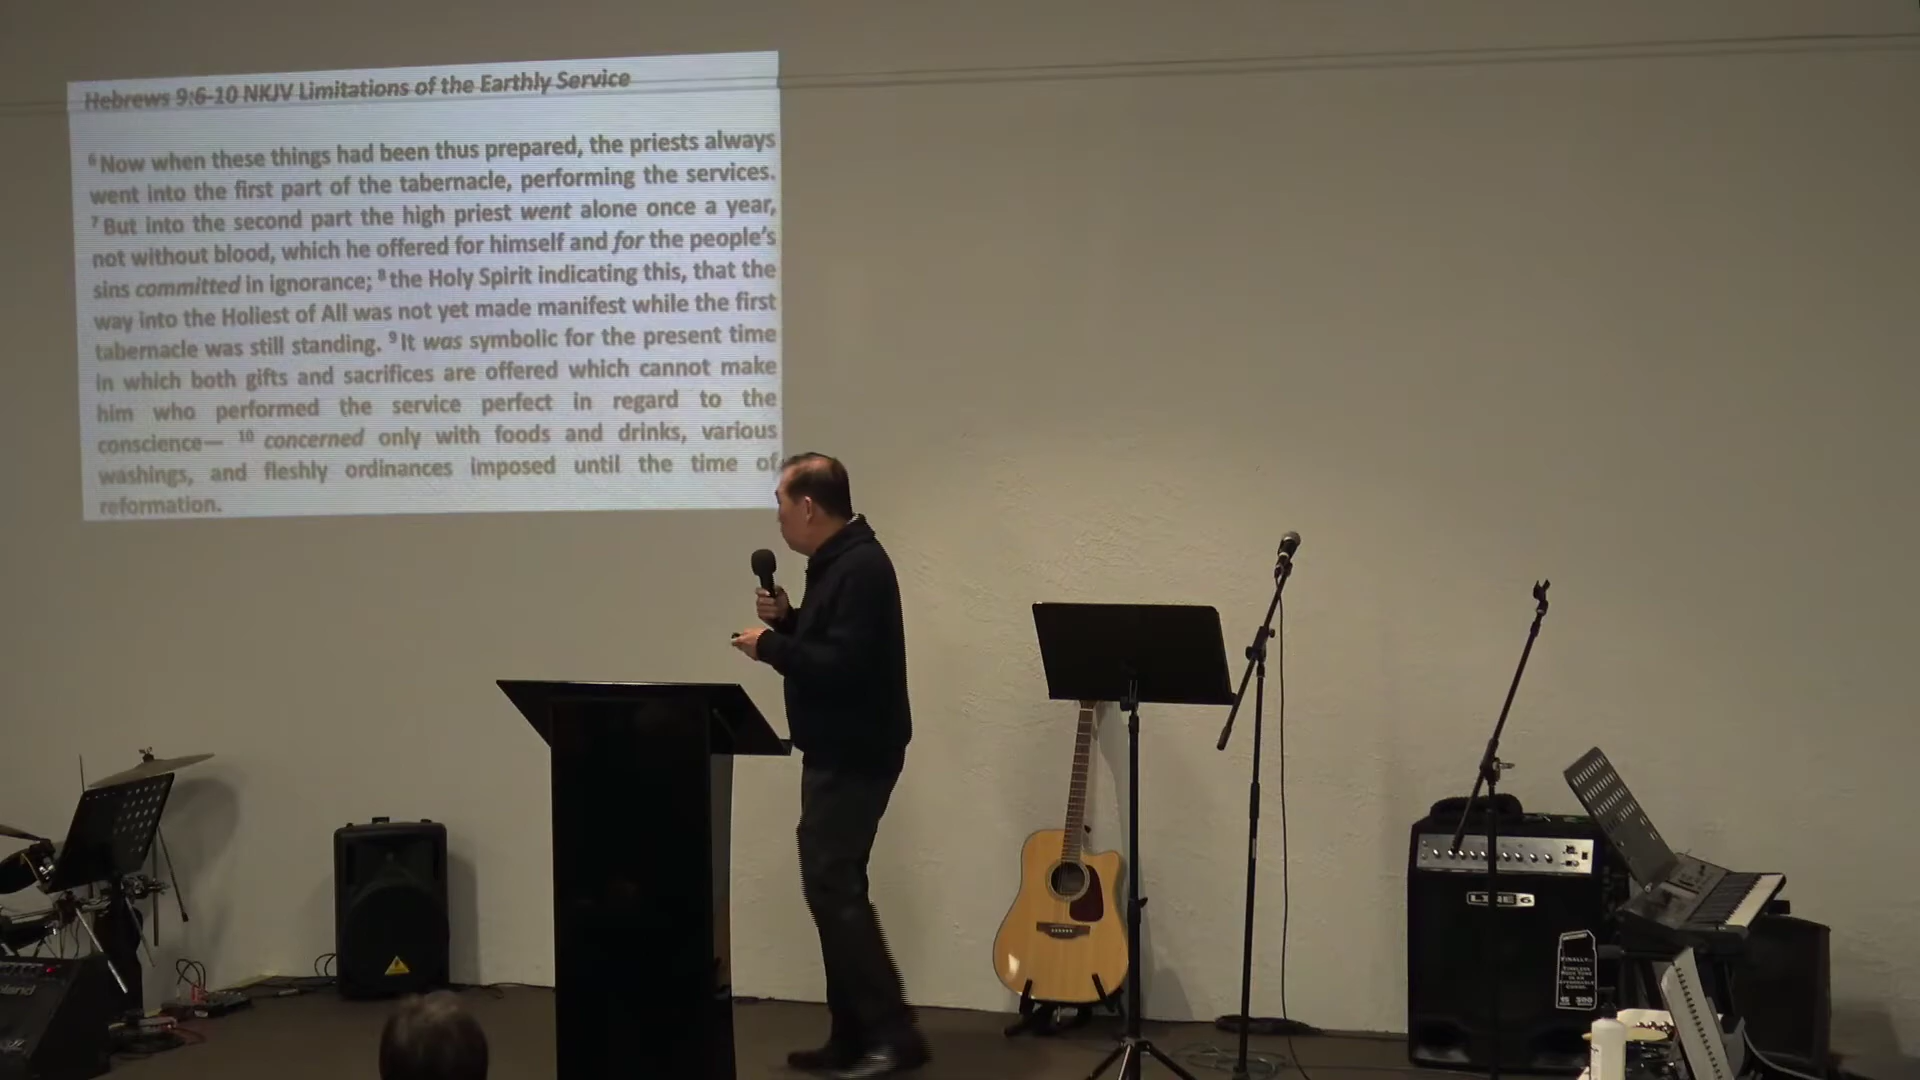 Hebrews 9:6-10 NKJV Limitations of the Earthly Service
6 Now when these things had been thus prepared, the priests always
went into the first part of the tabernacle, performing the services.
7 But into the second part the high priest went alone once a year,
not without blood, which he offered for himself and for the people's
sins committed in ignorance; 8 the Holy Spirit indicating this, that the
way into the Holiest of All was not yet made manifest while the first
tabernacle was still standing. 9 It was symbolic for the present time
in which both gifts and sacrifices are offered which cannot make
him who performed the service perfect in regard to the
conscience— 10 concerned only with foods and drinks, various
washings, and fleshly ordinances imposed until the time of
reformation.
LINE 6
FINALLY...
Roland